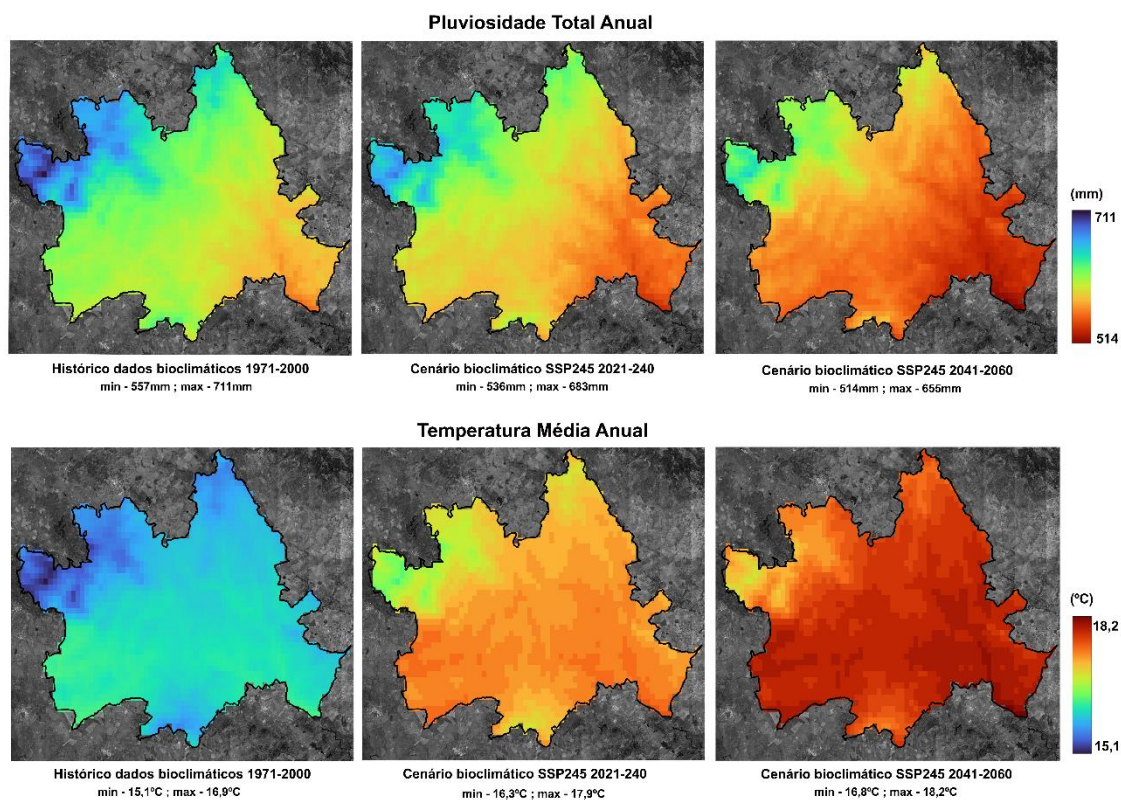 Pluviosidade Total Anual
(mm)
711
514
Histórico dados bioclimáticos 1971-2000
min - 557mm ; max - 711mm
Cenário bioclimático SSP245 2021-240
min - 536mm ; max - 683mm
Cenário bioclimático SSP245 2041-2060
min - 514mm ; max - 655mm
Temperatura Média Anual
(ºC)
18,2
15,1
Histórico dados bioclimáticos 1971-2000
min - 15,1ºC ; max - 16,9ºC
Cenário bioclimático SSP245 2021-240
min - 16,3ºC ; max - 17,9ºC
Cenário bioclimático SSP245 2041-2060
min - 16,8ºC ; max - 18,2ºC